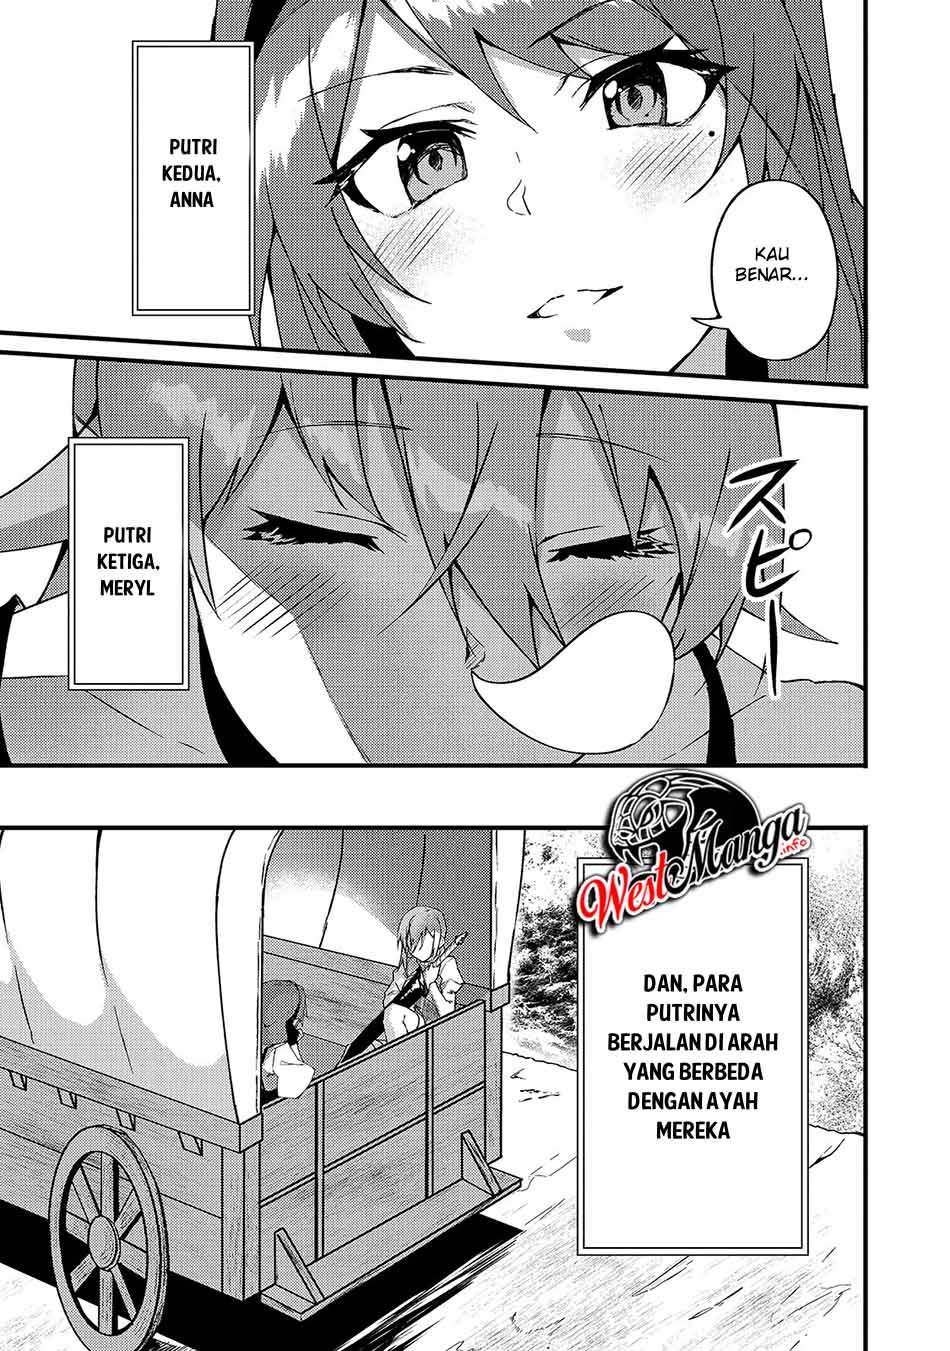 PUTRI
KEDUA,
ANNA
KAU
BENAR...
PUTRI
KETIGA,
MERYL
スピー
WestManga
.info
DAN, PARA
PUTRINYA
BERJALAN DI ARAH
YANG BERBEDA
DENGAN AYAH
MEREKA